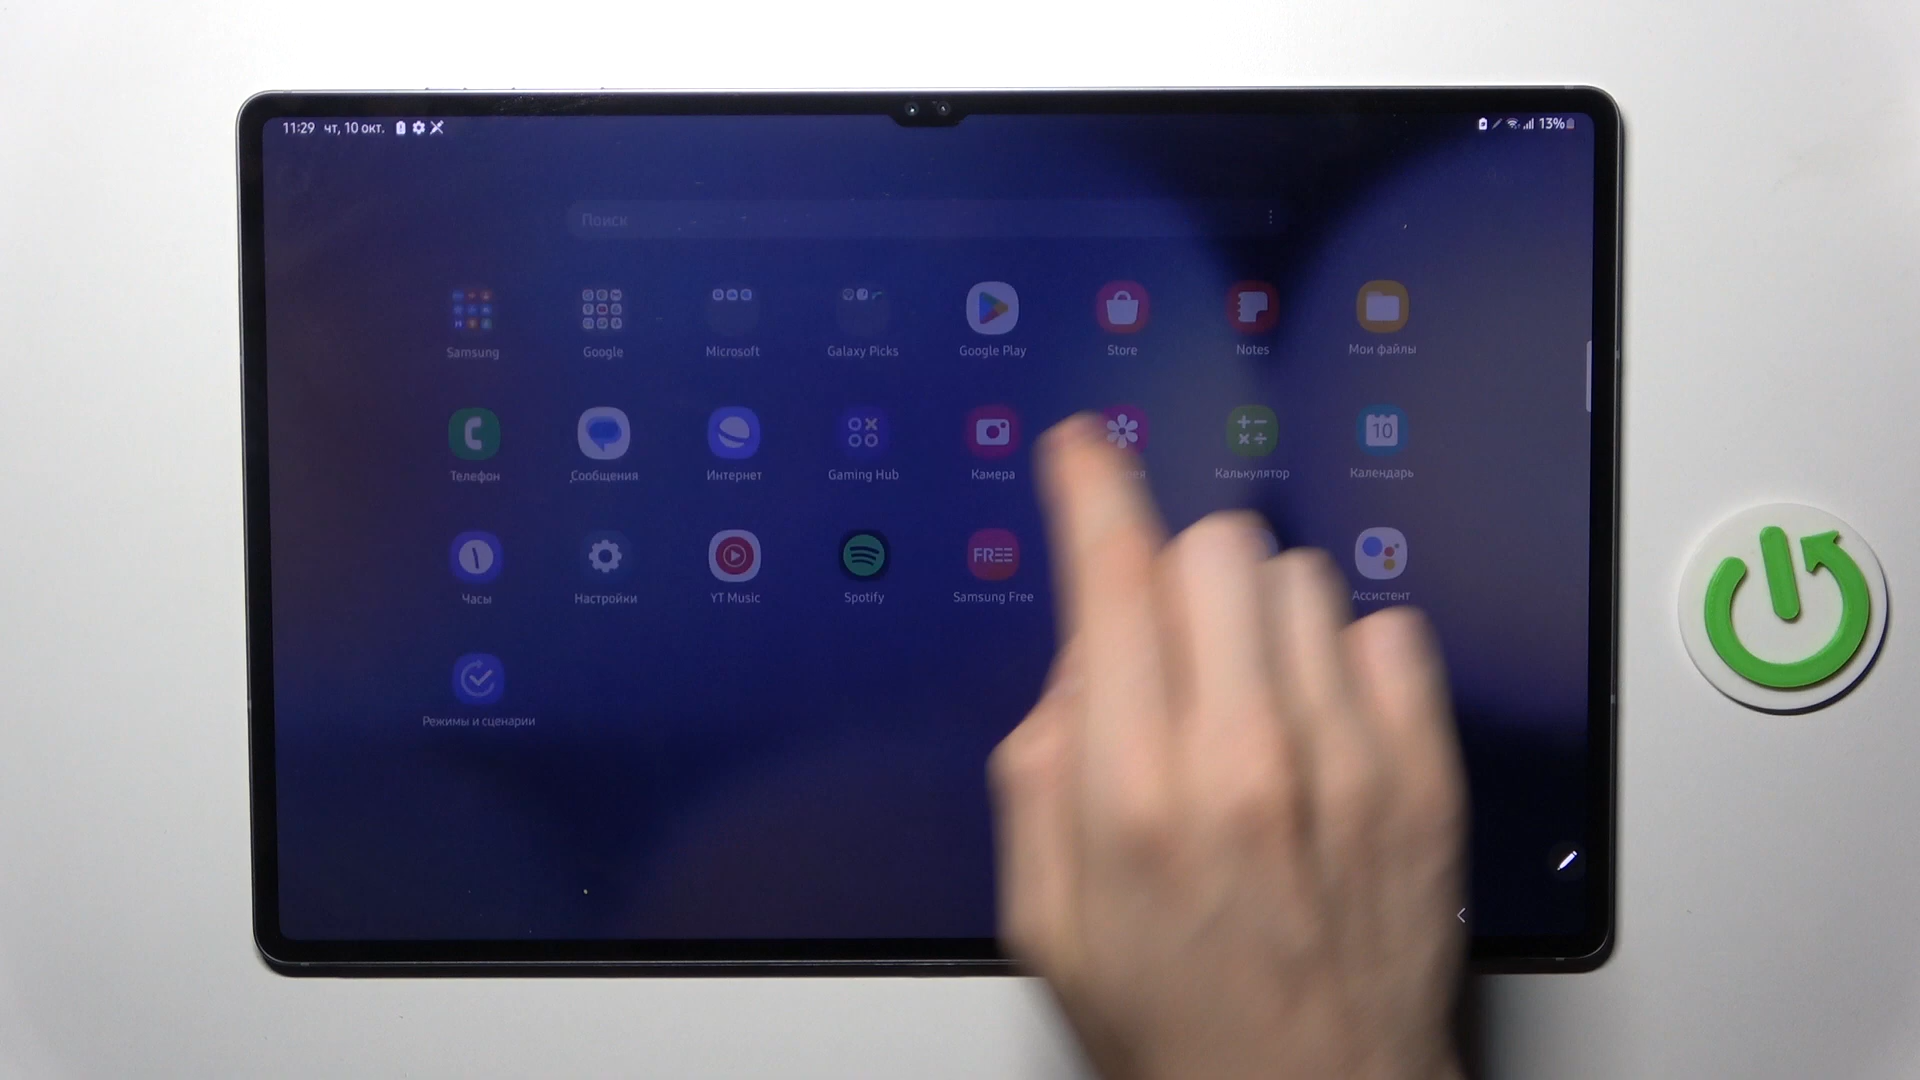 11:29 чт, 10 окт.
13%
Поиск
Samsung
Google
Microsoft
Galaxy Picks
Google Play
Store
Notes
Мои файлы
10
Телефон
Сообщения
Интернет
Gaming Hub
Камера
Калькулятор
Календарь
FREE
Часы
Настройки
YT Music
Spotify
Samsung Free
Ассистент
Режимы и сценарии